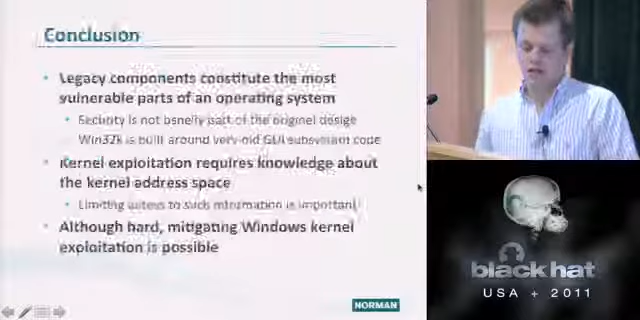 Conclusion
Legacy components constitute the most
vulnerable parts of an operating system
Security is not part of the original design
Win32k is built around very old GUI subsystem code
Kernel exploitation requires knowledge about
the kernel address space
Limiting access to such information is important
Although hard, mitigating Windows kernel
exploitation is possible
NORMAN
black hat
USA + 2011